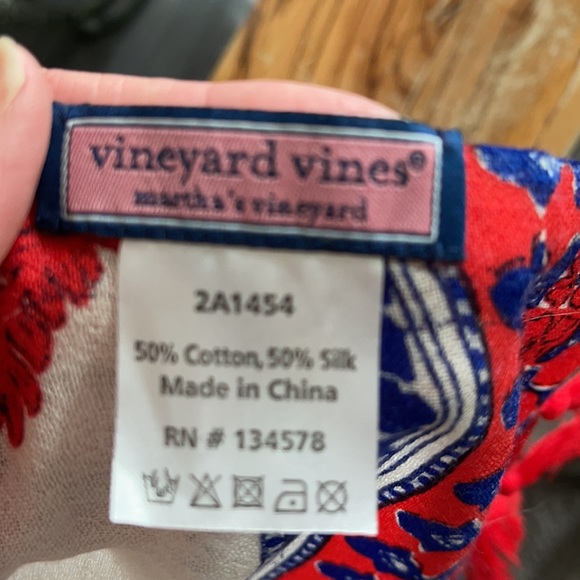 vineyard vines®
martha's vineyard
2A1454
50% Cotton, 50% Silk
Made in China
RN # 134578